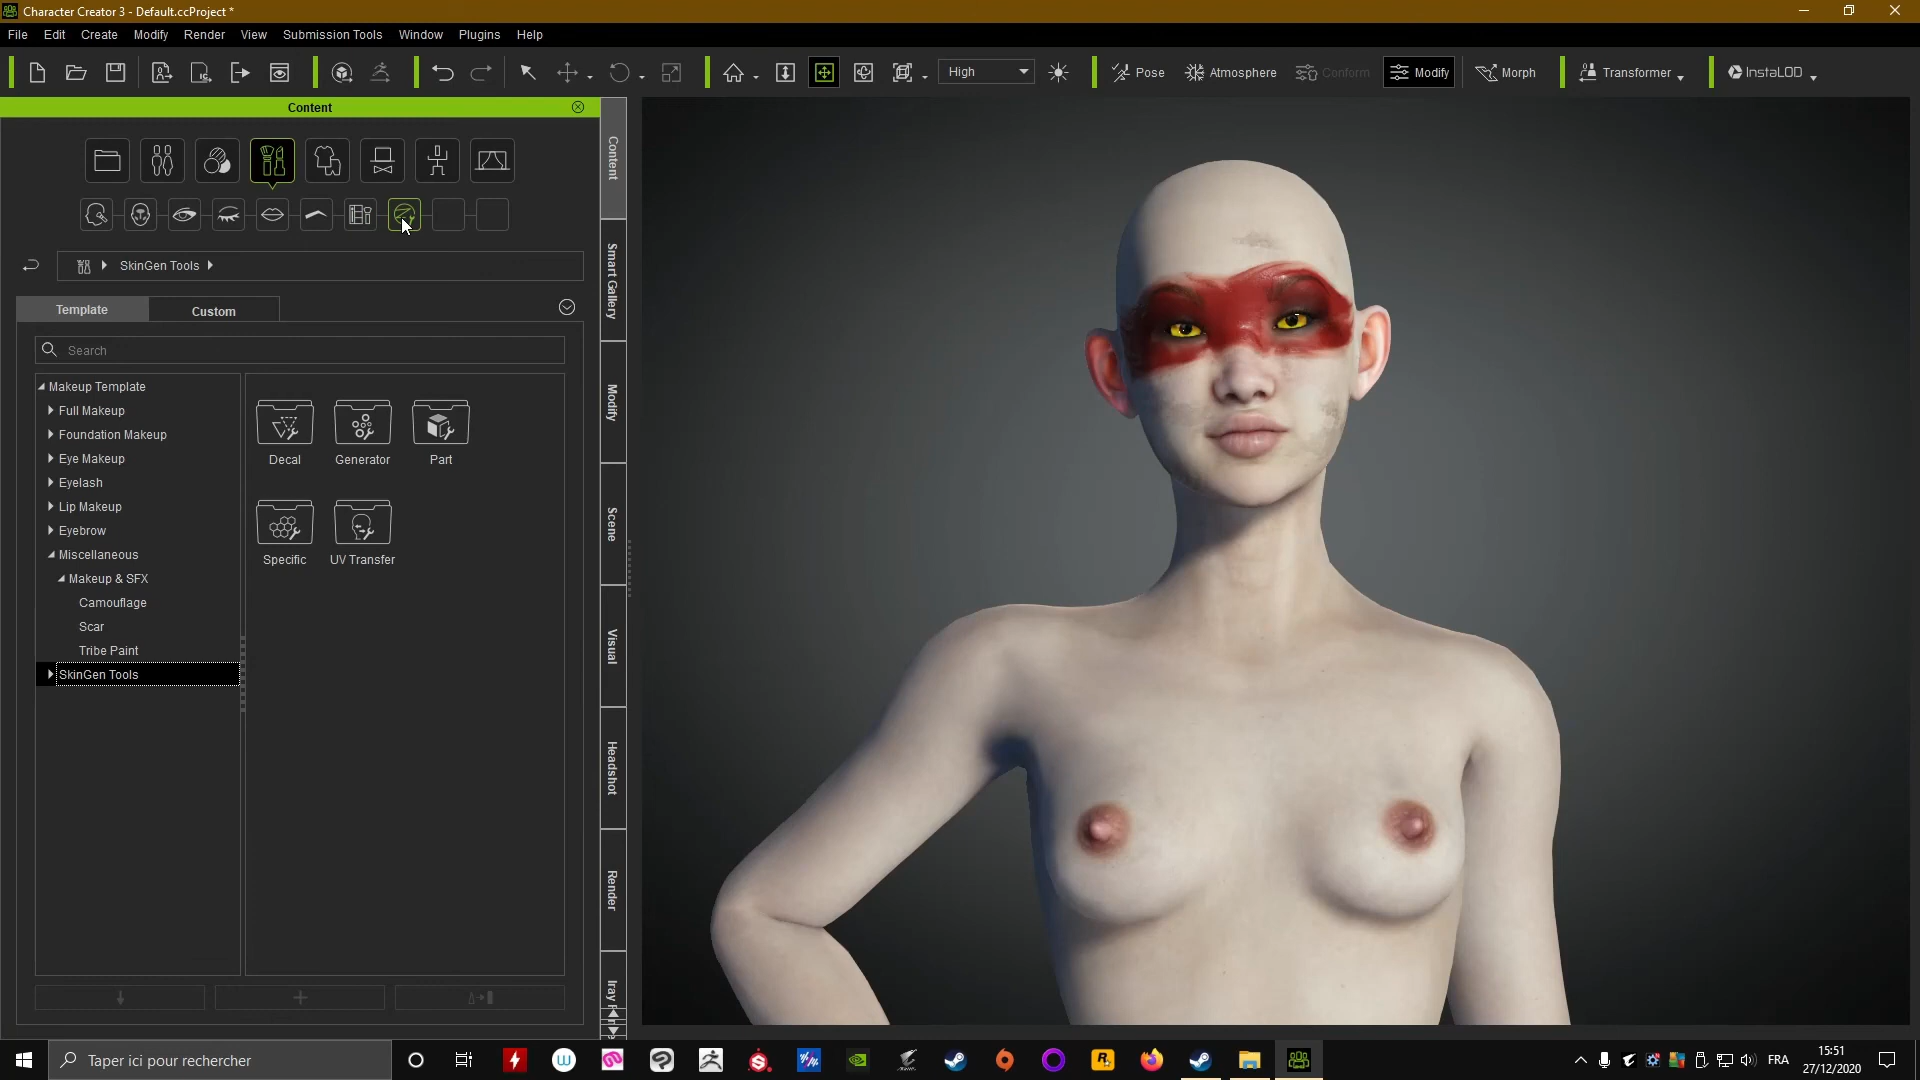 Character Creator 3 - Default.ccProject *
File Edit Create Modify Render View Submission Tools Window Plugins Help
High Pose Atmosphere Conform Modify Morph Transformer InstaLOD
Content
SkinGen Tools
Template Custom
Search
Makeup Template
Full Makeup
Foundation Makeup
Eye Makeup
Eyelash
Lip Makeup
Eyebrow
Miscellaneous
Makeup & SFX
Camouflage
Scar
Tribe Paint
SkinGen Tools
Decal Generator Part
Specific UV Transfer
Content
Smart Gallery
Modify
Scene
Visual
Headshot
Render
Iray
Taper ici pour rechercher
FRA
15:51
27/12/2020